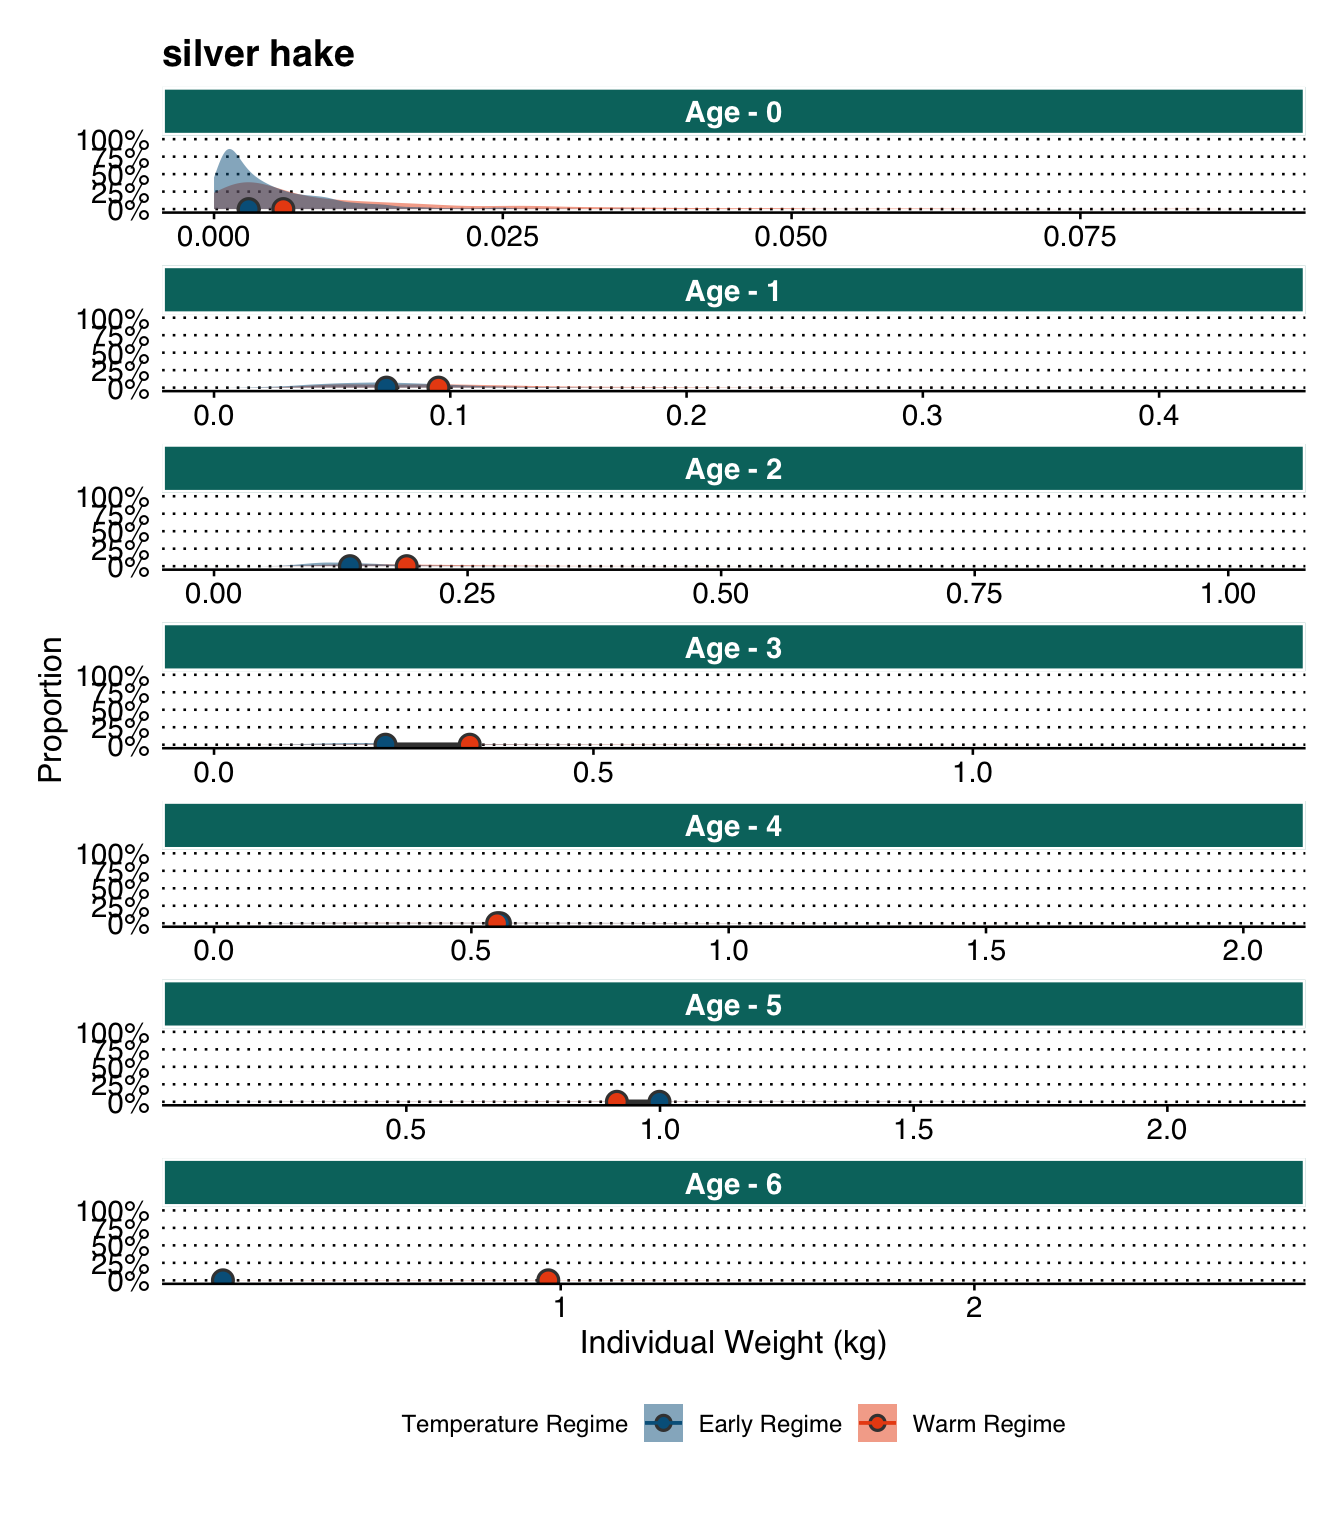 silver hake
Age - 0
100%
75%
50%
25%
0%
0.000 0.025 0.050 0.075
Age - 1
100%
75%
50%
25%
0%
0.0 0.1 0.2 0.3 0.4
Age - 2
100%
75%
50%
25%
0%
0.00 0.25 0.50 0.75 1.00
Proportion
Age - 3
100%
75%
50%
25%
0%
0.0 0.5 1.0
Age - 4
100%
75%
50%
25%
0%
0.0 0.5 1.0 1.5 2.0
Age - 5
100%
75%
50%
25%
0%
0.5 1.0 1.5 2.0
Age - 6
100%
75%
50%
25%
0%
1 2
Individual Weight (kg)
Temperature Regime Early Regime Warm Regime